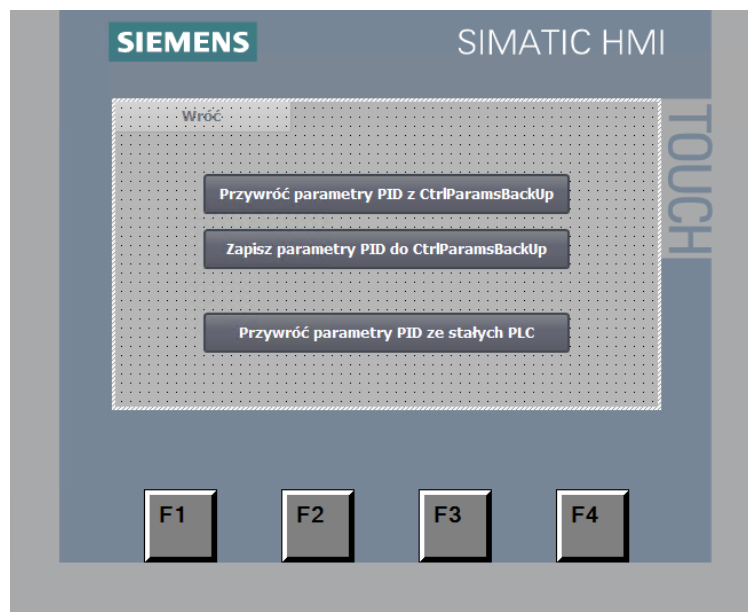 SIEMENS
SIMATIC HMI
TOUCH
Wróć
Przywróć parametry PID z CtrlParamsBackUp
Zapisz parametry PID do CtrlParamsBackUp
Przywróć parametry PID ze stałych PLC
F1
F2
F3
F4